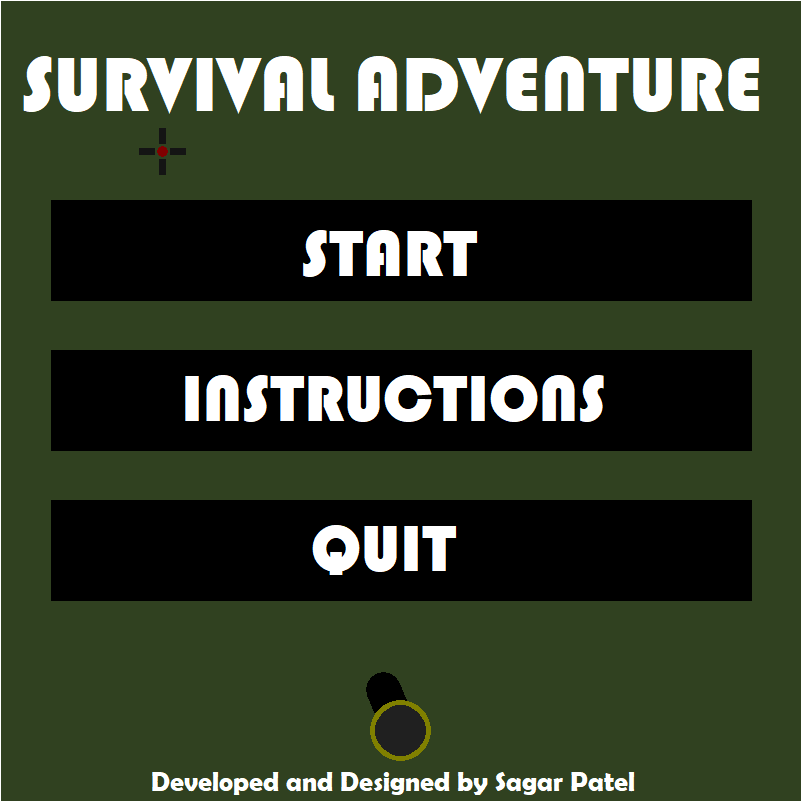 SURVIVAL ADVENTURE
START
INSTRUCTIONS
QUIT
Developed and Designed by Sagar Patel